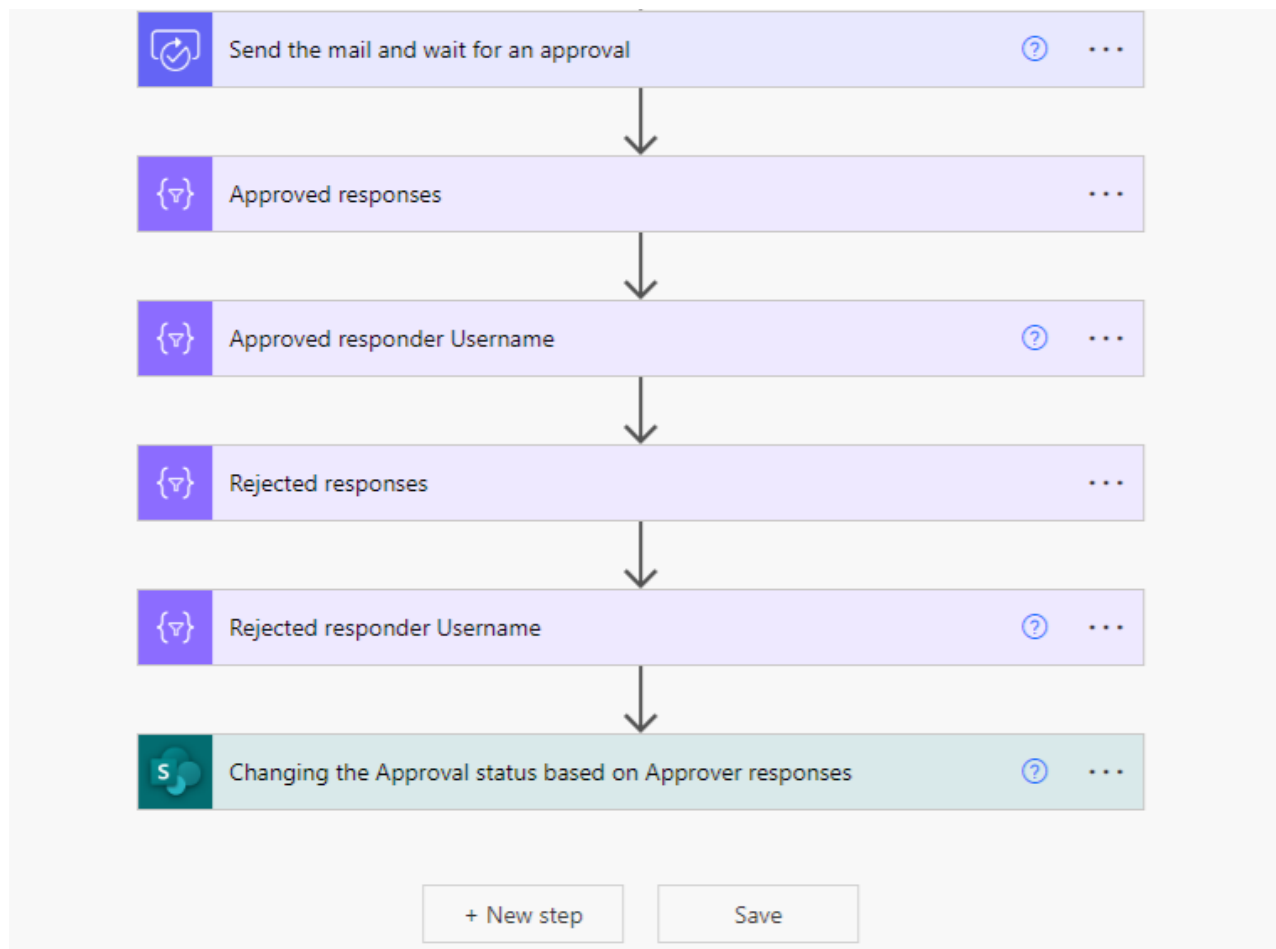 Send the mail and wait for an approval
Approved responses
Approved responder Username
Rejected responses
Rejected responder Username
S
Changing the Approval status based on Approver responses
+ New step
Save